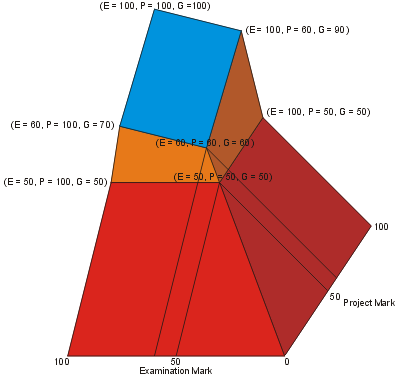 (E = 100, P = 100, G =100)
(E = 100, P = 60 , G = 90)
(E = 100, P = 50, G = 50)
(E = 60, P = 100, G = 70)
(E = 60, P = 60, G = 60)
(E = 50, P = 50, G = 50)
(E = 50, P = 100, G = 50)
100
50
Project Mark
100
50
0
Examination Mark